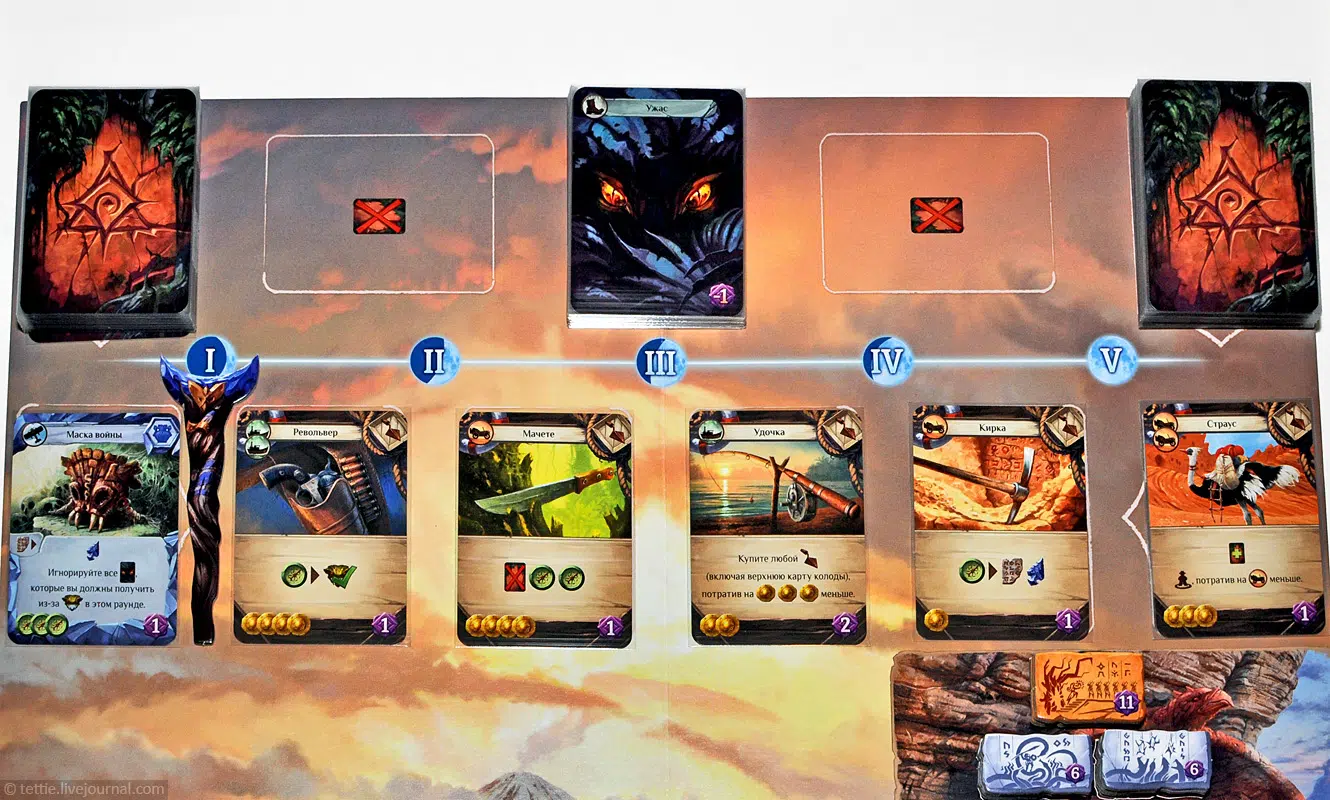 Ужас
-1
I
II
III
IV
V
Маска войны
Игнорируйте все
которые вы должны получить
из-за в этом раунде.
1
Револьвер
1
Мачете
1
Удочка
Купите любой
(включая верхнюю карту колоды),
потратив на меньше.
2
Кирка
1
Страус
, потратив на меньше.
1
11
6
6
© tettie.livejournal.com